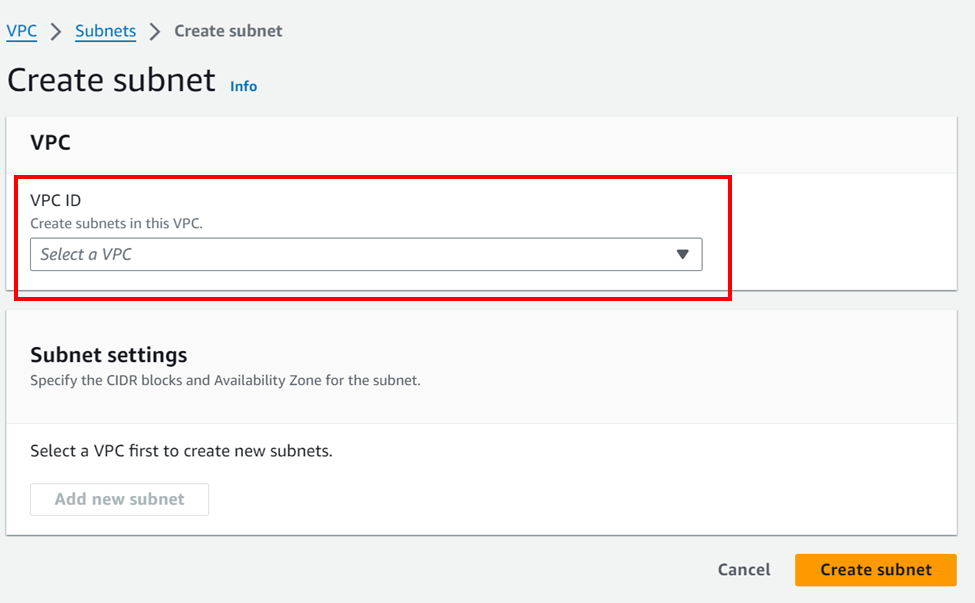 VPC > Subnets > Create subnet
Create subnet Info
VPC
VPC ID
Create subnets in this VPC.
Select a VPC
Subnet settings
Specify the CIDR blocks and Availability Zone for the subnet.
Select a VPC first to create new subnets.
Add new subnet
Cancel Create subnet